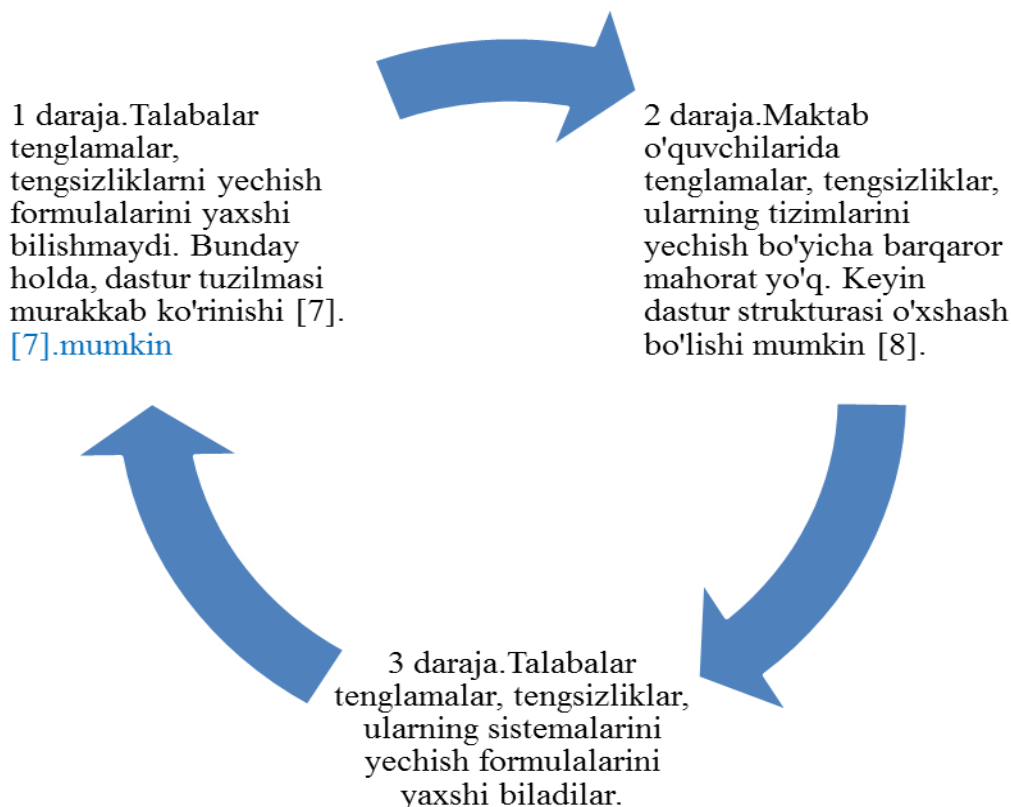 1 daraja.Talabalar
tenglamalar,
tengsizliklarni yechish
formulalarini yaxshi
bilishmaydi. Bunday
holda, dastur tuzilmasi
murakkab ko'rinishi [7].
[7].mumkin
2 daraja.Maktab
o'quvchilarida
tenglamalar, tengsizliklar,
ularning tizimlarini
yechish bo'yicha barqaror
mahorat yo'q. Keyin
dastur strukturasi o'xshash
bo'lishi mumkin [8].
3 daraja.Talabalar
tenglamalar, tengsizliklar,
ularning sistemalarini
yechish formulalarini
yaxshi biladilar.